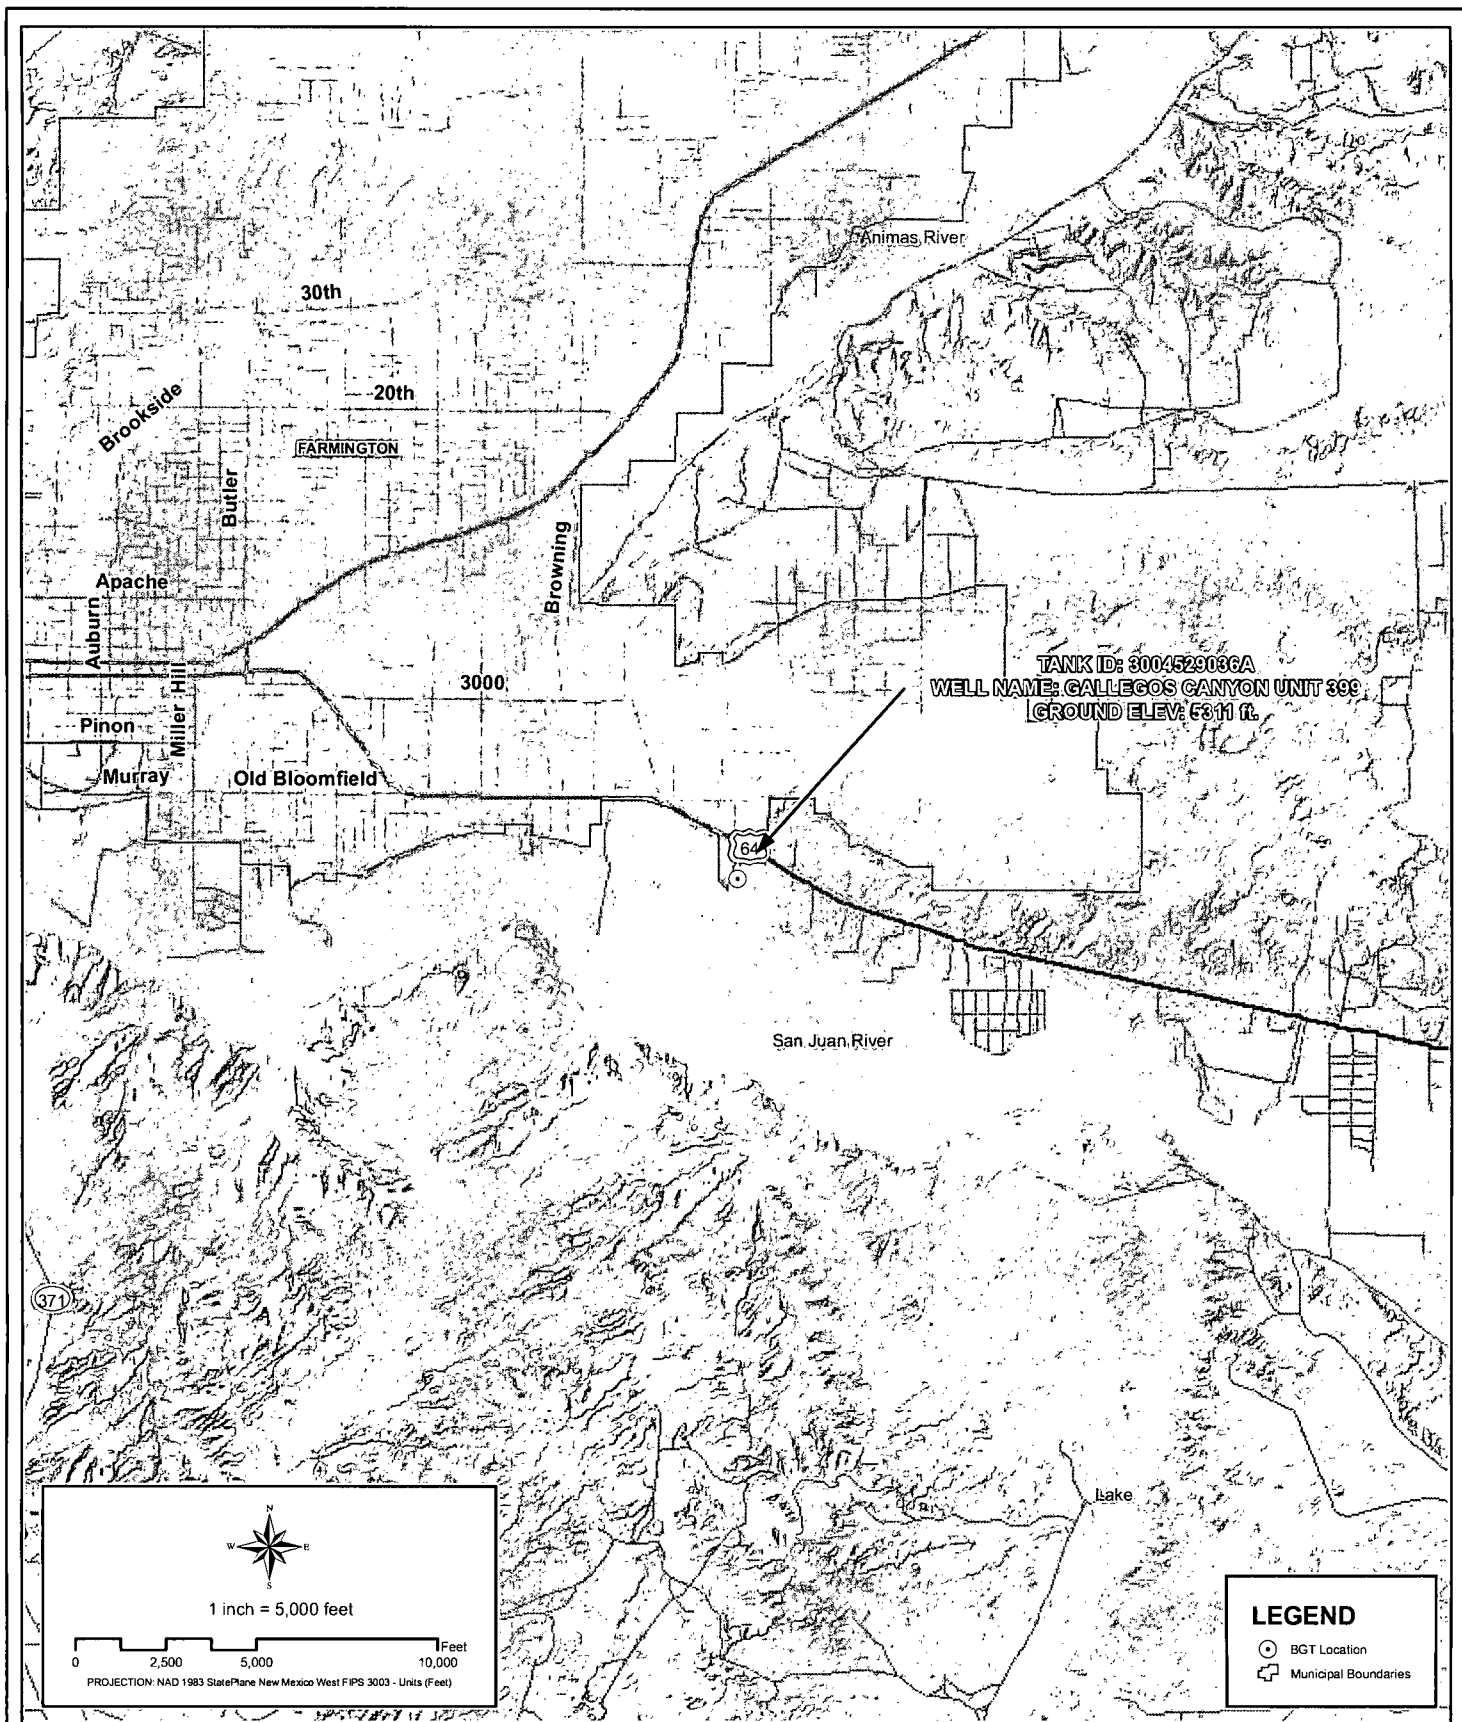 Animas River
30th
20th
Brookside
FARMINGTON
Butler
Browning
Apache
Auburn
TANK ID: 3004529036A
WELL NAME: GALLEGOS CANYON UNIT 399
GROUND ELEV: 5311 ft.
3000
Miller Hill
Pinon
Murray
Old Bloomfield
64
San Juan River
371
Lake
N
W E
S
1 inch = 5,000 feet
Feet
0 2,500 5,000 10,000
PROJECTION: NAD 1983 StatePlane New Mexico West FIPS 3003 - Units (Feet)
LEGEND
BGT Location
Municipal Boundaries